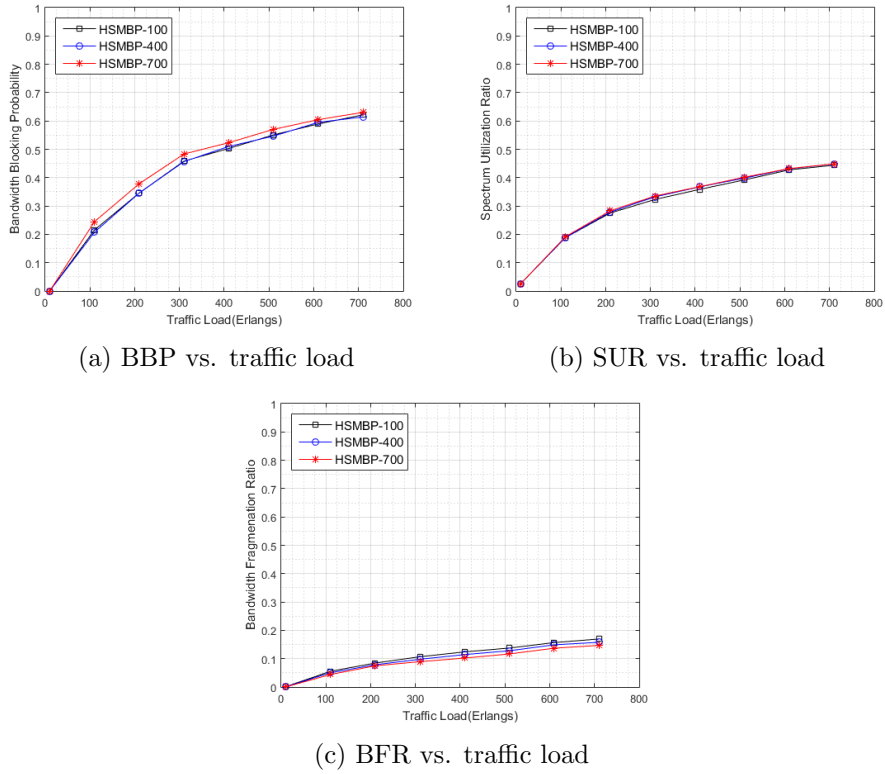 1
0.9
0.8
0.7
0.6
0.5
0.4
0.3
0.2
0.1
0
Bandwidth Blocking Probability
HSMBP-100
HSMBP-400
HSMBP-700
0 100 200 300 400 500 600 700 800
Traffic Load(Erlangs)
(a) BBP vs. traffic load
1
0.9
0.8
0.7
0.6
0.5
0.4
0.3
0.2
0.1
0
Spectrum Utilization Ratio
HSMBP-100
HSMBP-400
HSMBP-700
0 100 200 300 400 500 600 700 800
Traffic Load(Erlangs)
(b) SUR vs. traffic load
1
0.9
0.8
0.7
0.6
0.5
0.4
0.3
0.2
0.1
0
Bandwidth Fragmenation Ratio
HSMBP-100
HSMBP-400
HSMBP-700
0 100 200 300 400 500 600 700 800
Traffic Load(Erlangs)
(c) BFR vs. traffic load